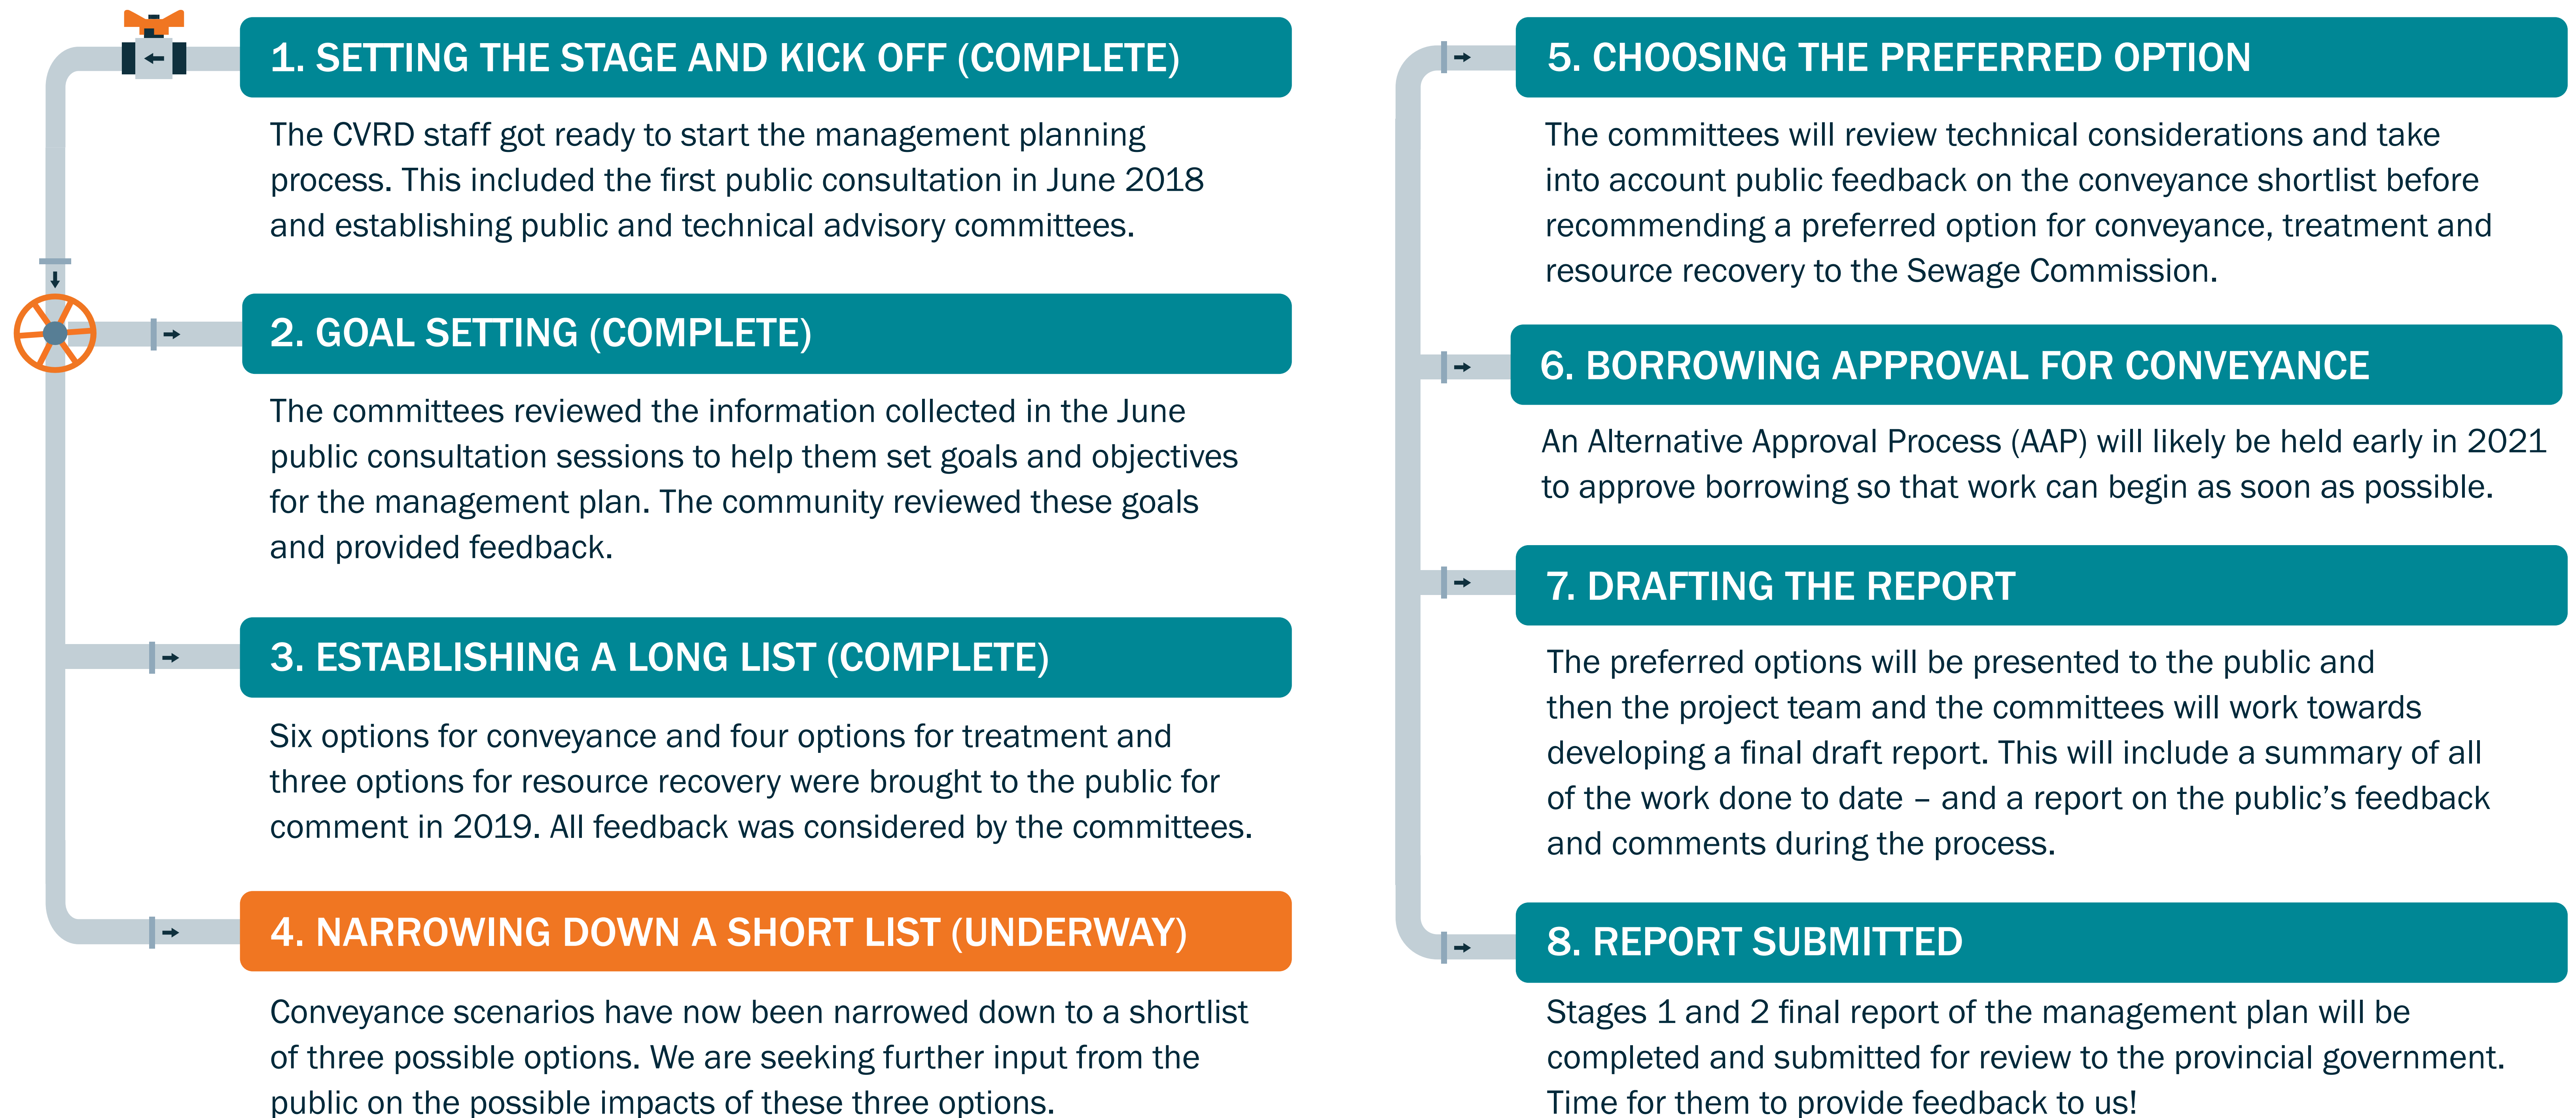 1. SETTING THE STAGE AND KICK OFF (COMPLETE)
The CVRD staff got ready to start the management planning
process. This included the first public consultation in June 2018
and establishing public and technical advisory committees.
2. GOAL SETTING (COMPLETE)
The committees reviewed the information collected in the June
public consultation sessions to help them set goals and objectives
for the management plan. The community reviewed these goals
and provided feedback.
3. ESTABLISHING A LONG LIST (COMPLETE)
Six options for conveyance and four options for treatment and
three options for resource recovery were brought to the public for
comment in 2019. All feedback was considered by the committees.
4. NARROWING DOWN A SHORT LIST (UNDERWAY)
Conveyance scenarios have now been narrowed down to a shortlist
of three possible options. We are seeking further input from the
public on the possible impacts of these three options.
5. CHOOSING THE PREFERRED OPTION
The committees will review technical considerations and take
into account public feedback on the conveyance shortlist before
recommending a preferred option for conveyance, treatment and
resource recovery to the Sewage Commission.
6. BORROWING APPROVAL FOR CONVEYANCE
An Alternative Approval Process (AAP) will likely be held early in 2021
to approve borrowing so that work can begin as soon as possible.
7. DRAFTING THE REPORT
The preferred options will be presented to the public and
then the project team and the committees will work towards
developing a final draft report. This will include a summary of all
of the work done to date – and a report on the public’s feedback
and comments during the process.
8. REPORT SUBMITTED
Stages 1 and 2 final report of the management plan will be
completed and submitted for review to the provincial government.
Time for them to provide feedback to us!